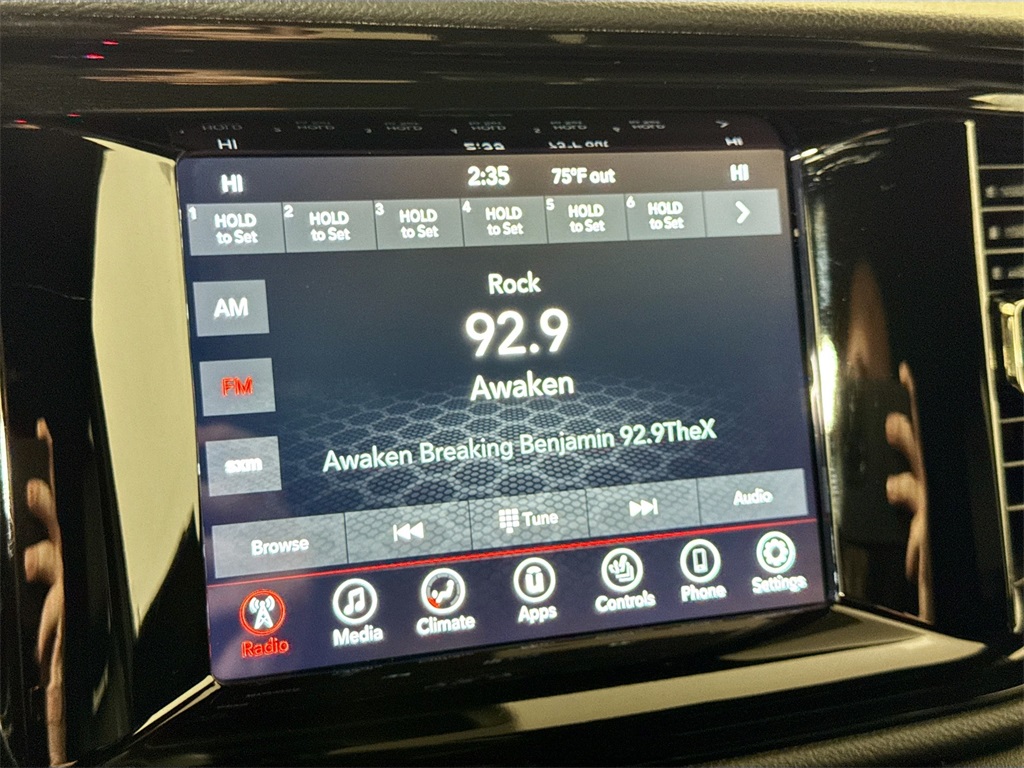 HI 2:35 75°F out HI
1 HOLD to Set
2 HOLD to Set
3 HOLD to Set
4 HOLD to Set
5 HOLD to Set
6 HOLD to Set
AM
Rock
92.9
FM
Awaken
Awaken Breaking Benjamin 92.9TheX
sxm
Browse
Tune
Audio
Radio
Media
Climate
Apps
Controls
Phone
Settings